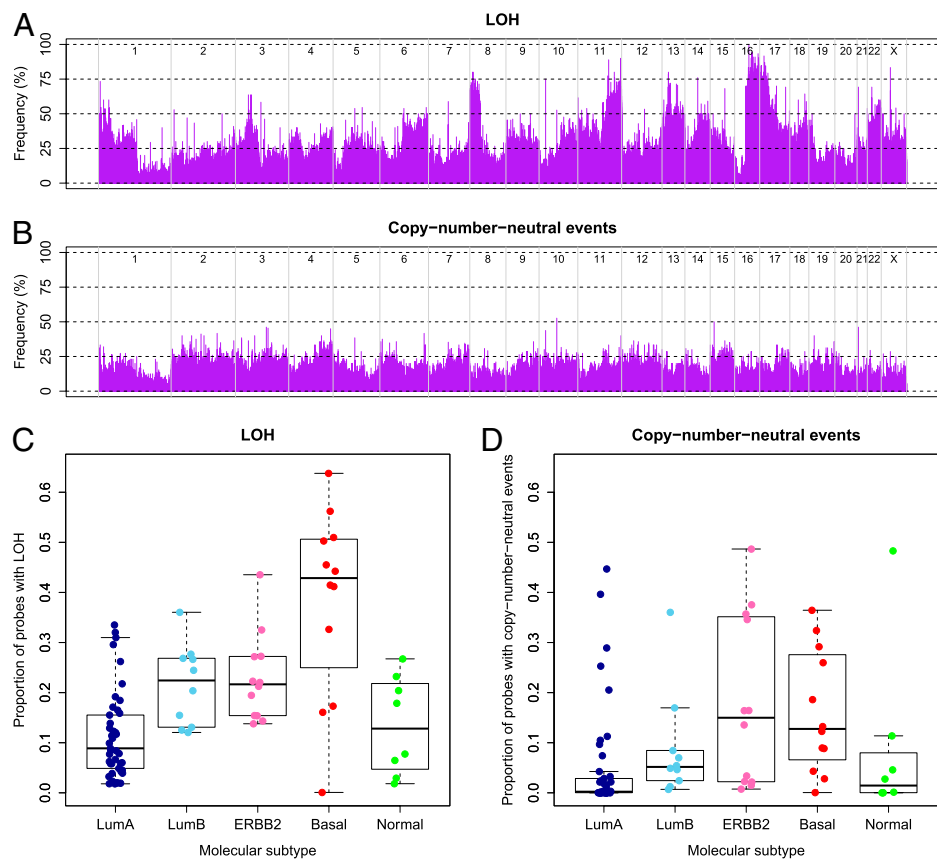 A
LOH
1 2 3 4 5 6 7 8 9 10 11 12 13 14 15 16 17 18 19 20 21 22 X
Frequency (%)
100
75
50
25
0
B
Copy−number−neutral events
1 2 3 4 5 6 7 8 9 10 11 12 13 14 15 16 17 18 19 20 21 22 X
Frequency (%)
100
75
50
25
0
C
LOH
Proportion of probes with LOH
0.6
0.5
0.4
0.3
0.2
0.1
0.0
LumA LumB ERBB2 Basal Normal
Molecular subtype
D
Copy−number−neutral events
Proportion of probes with copy−number−neutral events
0.6
0.5
0.4
0.3
0.2
0.1
0.0
LumA LumB ERBB2 Basal Normal
Molecular subtype